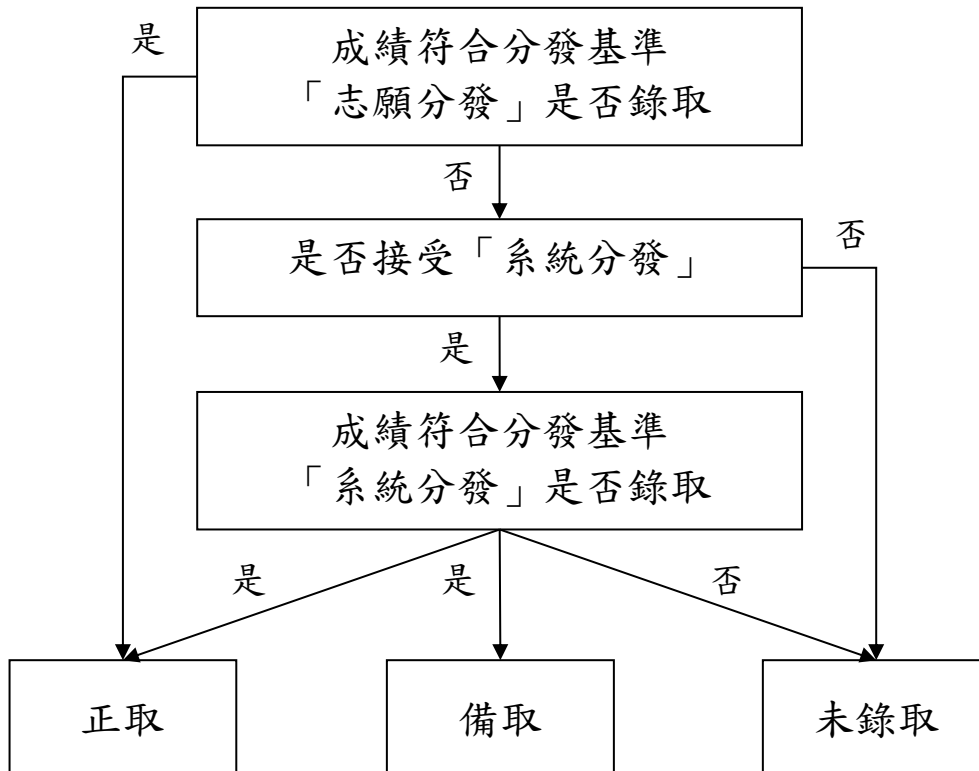 是
成績符合分發基準
「志願分發」是否錄取
否
是否接受「系統分發」
否
是
成績符合分發基準
「系統分發」是否錄取
是
是
否
正取
備取
未錄取